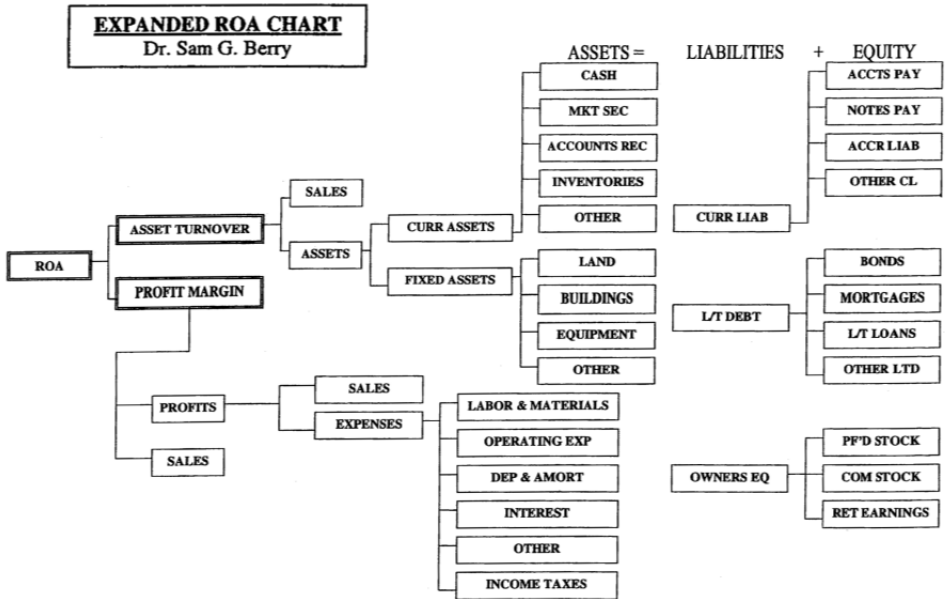 EXPANDED ROA CHART
Dr. Sam G. Berry
ASSETS = LIABILITIES + EQUITY
CASH
MKT SEC
ACCOUNTS REC
INVENTORIES
OTHER
ACCTS PAY
NOTES PAY
ACCR LIAB
OTHER CL
SALES
ASSET TURNOVER
ASSETS
CURR ASSETS
CURR LIAB
ROA
PROFIT MARGIN
FIXED ASSETS
LAND
BUILDINGS
EQUIPMENT
OTHER
L/T DEBT
BONDS
MORTGAGES
L/T LOANS
OTHER LTD
PROFITS
SALES
SALES
EXPENSES
LABOR & MATERIALS
OPERATING EXP
DEP & AMORT
INTEREST
OTHER
INCOME TAXES
OWNERS EQ
PF'D STOCK
COM STOCK
RET EARNINGS